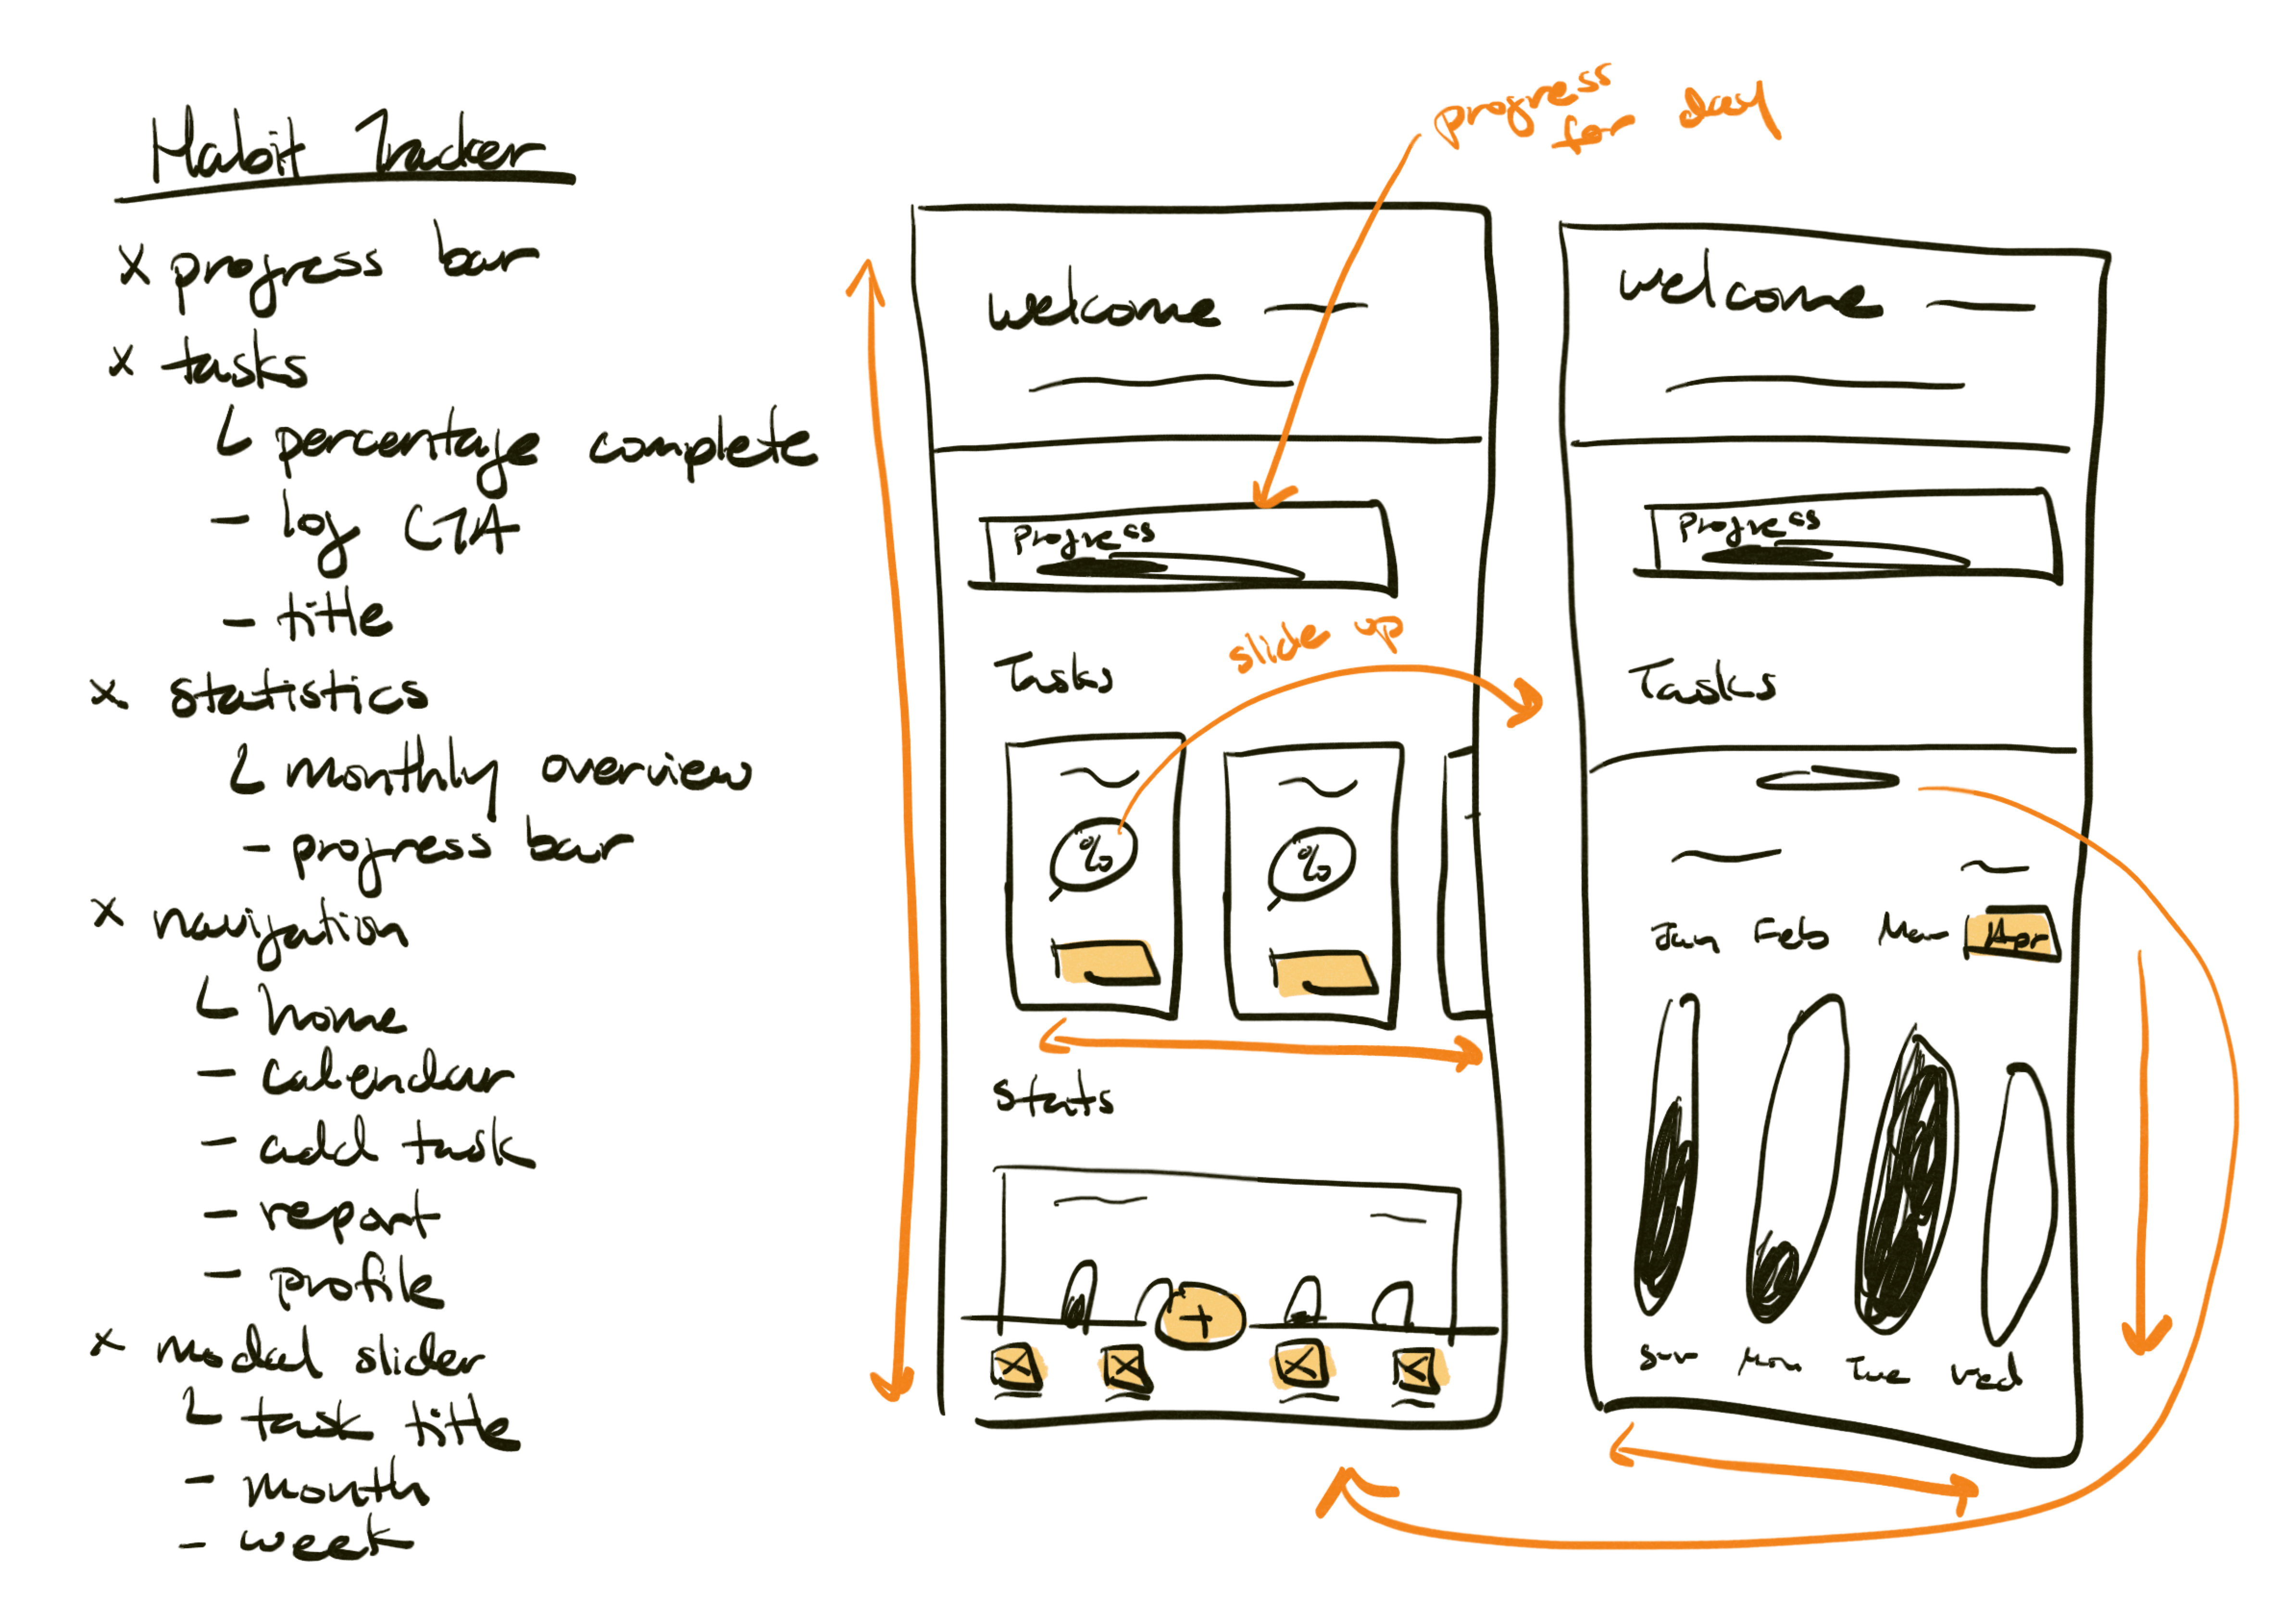 Habit Tracker
x progress bar
x tasks
└ percentage complete
- log CTA
- title
x statistics
└ monthly overview
- progress bar
x navigation
└ home
- calendar
- add task
- report
- profile
x modal slider
└ task title
- month
- week
progress
for day
welcome
Progress
slide up
Tasks
% %
Stats
+
welcome
Progress
Tasks
Jan Feb Mar Apr
Sun Mon Tue Wed